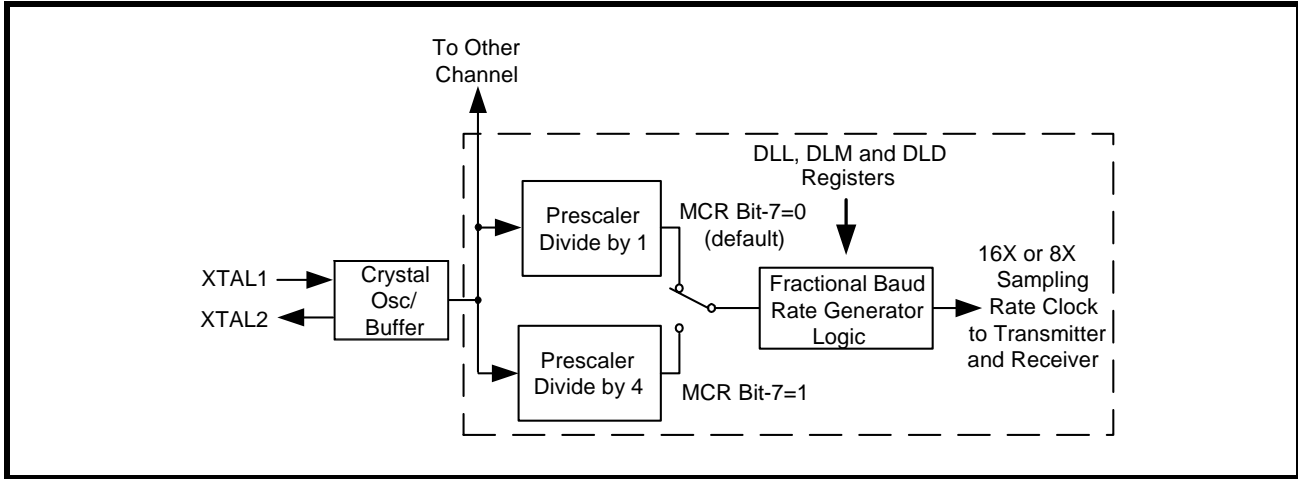 To Other
Channel
DLL, DLM and DLD
Registers
Prescaler
Divide by 1
MCR Bit-7=0
(default)
XTAL1
XTAL2
Crystal
Osc/
Buffer
Fractional Baud
Rate Generator
Logic
16X or 8X
Sampling
Rate Clock
to Transmitter
and Receiver
Prescaler
Divide by 4
MCR Bit-7=1